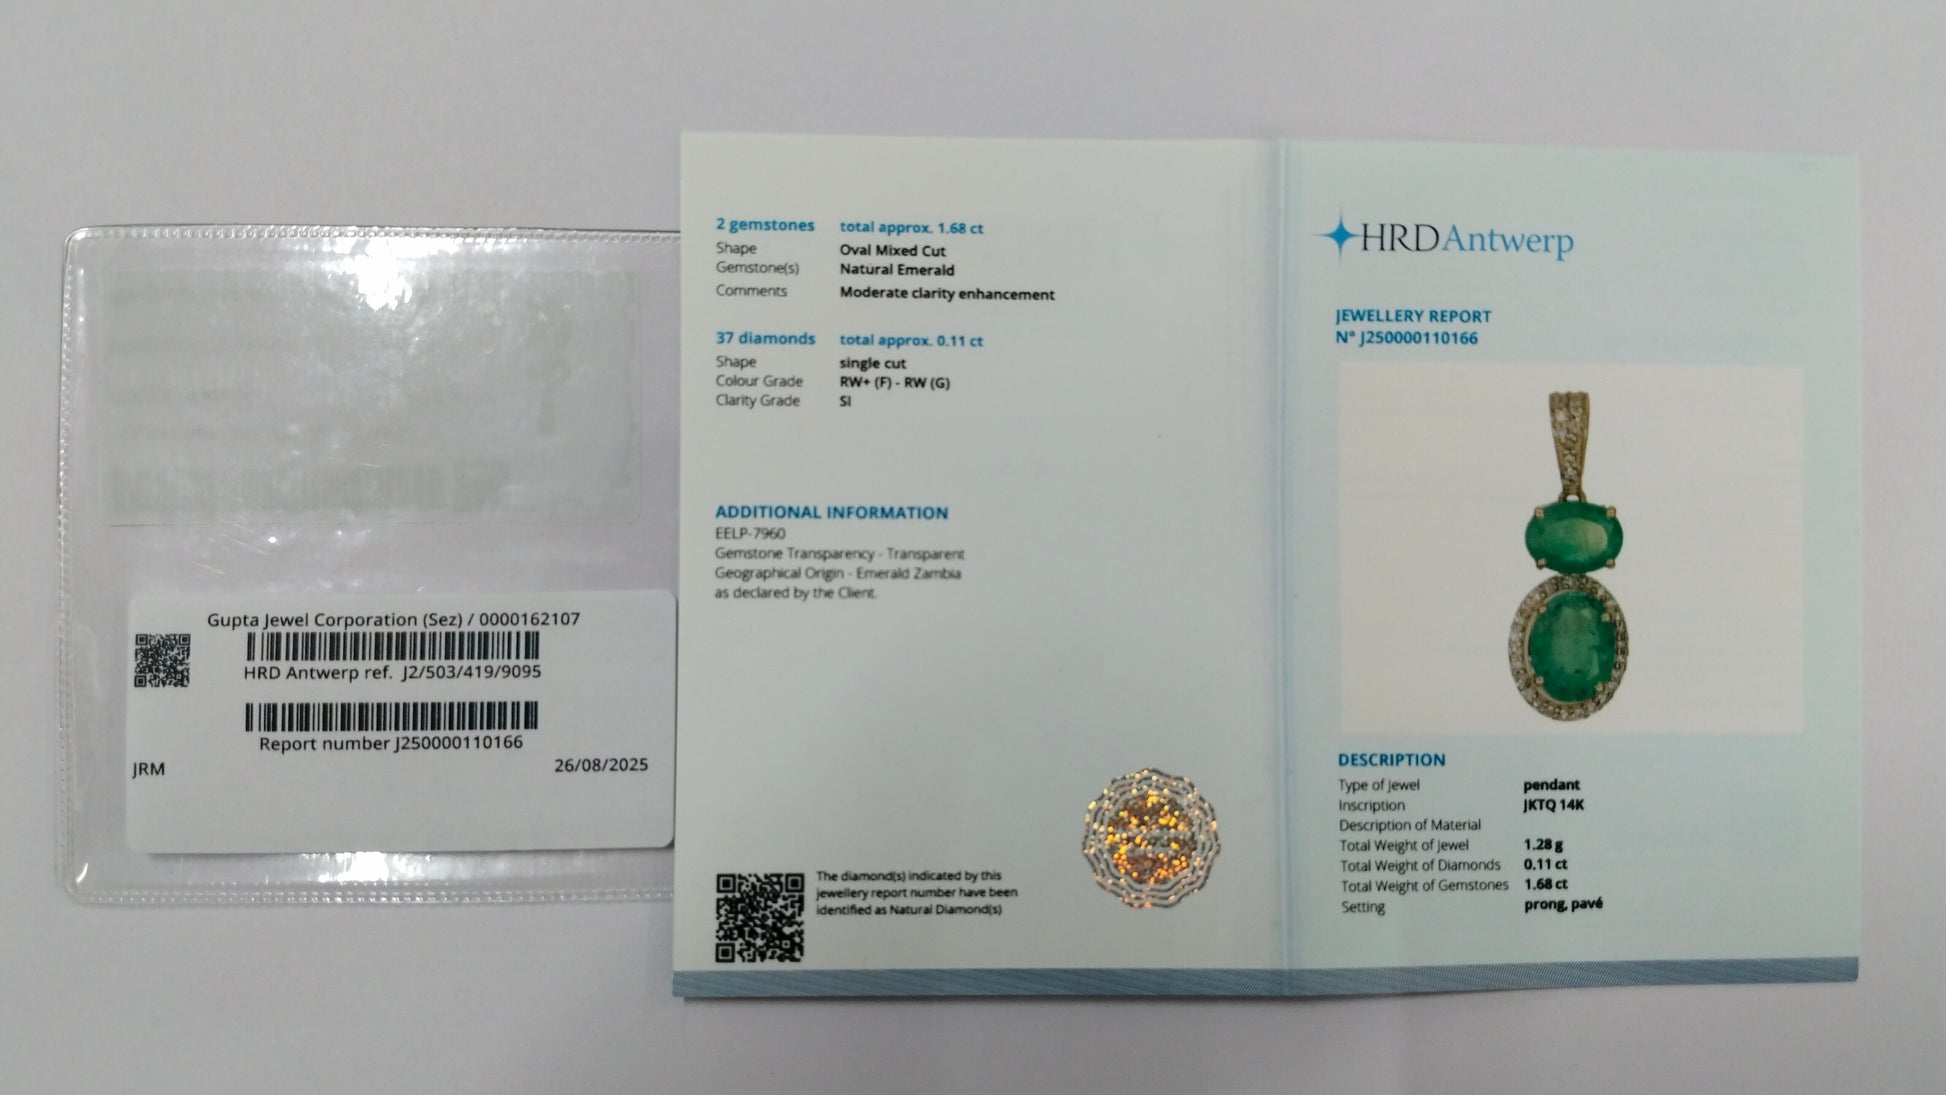 Gupta Jewel Corporation (Sez) / 0000162107
HRD Antwerp ref. J2/503/419/9095
Report number J250000110166
JRM
26/08/2025
2 gemstones total approx. 1.68 ct
Shape Oval Mixed Cut
Gemstone(s) Natural Emerald
Comments Moderate clarity enhancement
37 diamonds total approx. 0.11 ct
Shape single cut
Colour Grade RW+ (F) - RW (G)
Clarity Grade SI
ADDITIONAL INFORMATION
EELP-7960
Gemstone Transparency - Transparent
Geographical Origin - Emerald Zambia
as declared by the Client.
The diamond(s) indicated by this
jewellery report number have been
identified as Natural Diamond(s)
HRD Antwerp
JEWELLERY REPORT
N° J250000110166
DESCRIPTION
Type of Jewel pendant
Inscription JKTQ 14K
Description of Material
Total Weight of Jewel 1.28 g
Total Weight of Diamonds 0.11 ct
Total Weight of Gemstones 1.68 ct
Setting prong, pavé